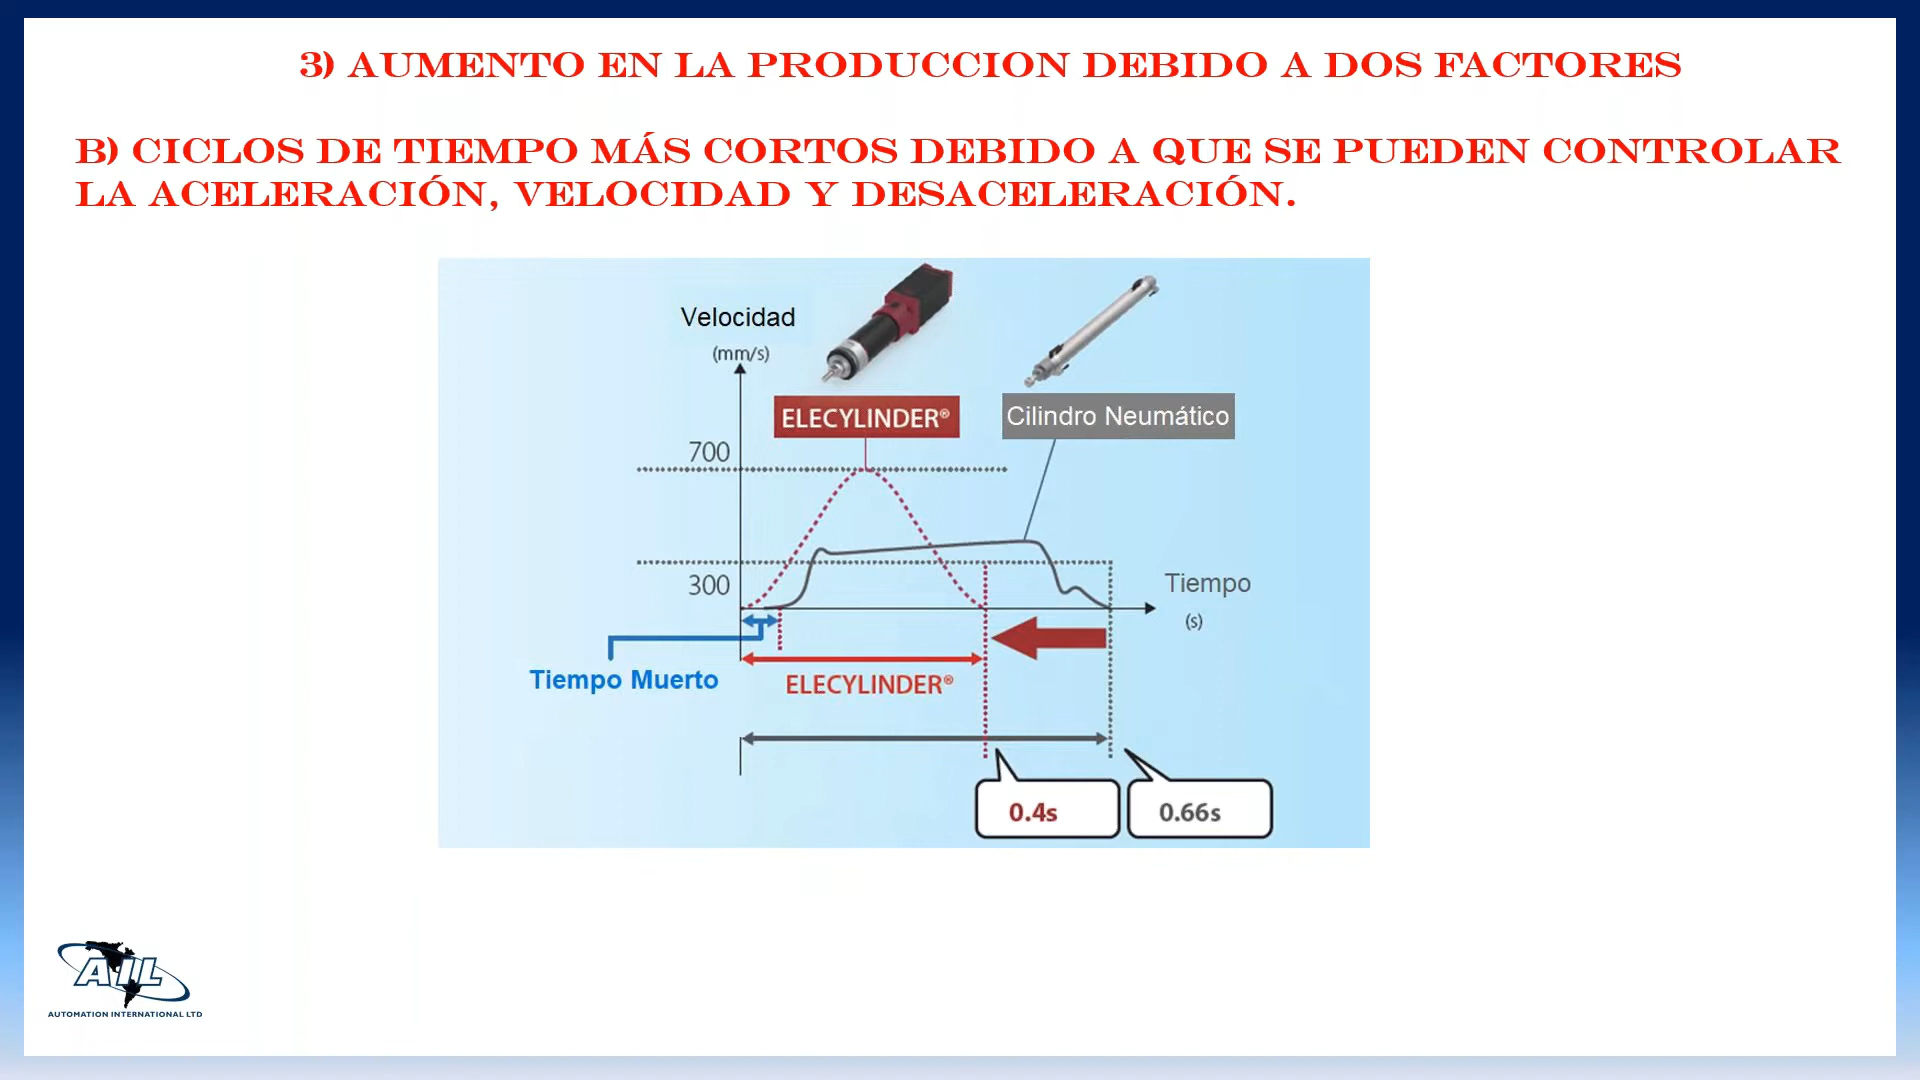 3) AUMENTO EN LA PRODUCCION DEBIDO A DOS FACTORES
B) CICLOS DE TIEMPO MÁS CORTOS DEBIDO A QUE SE PUEDEN CONTROLAR
LA ACELERACIÓN, VELOCIDAD Y DESACELERACIÓN.
Velocidad
(mm/s)
ELECYLINDER®
Cilindro Neumático
700
300
Tiempo
(s)
Tiempo Muerto
ELECYLINDER®
0.4s
0.66s
AIL
AUTOMATION INTERNATIONAL LTD